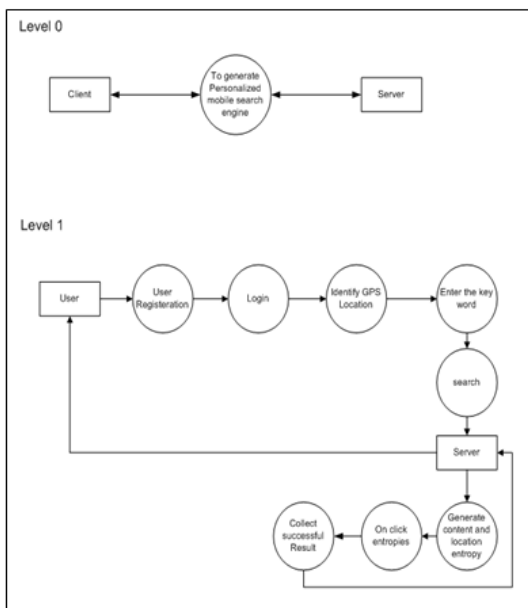 Level 0
Client
To generate
Personalized
mobile search
engine
Server
Level 1
User
User
Registeration
Login
Identify GPS
Location
Enter the key
word
search
Server
Collect
successful
Result
On click
entropies
Generate
content and
location
entropy